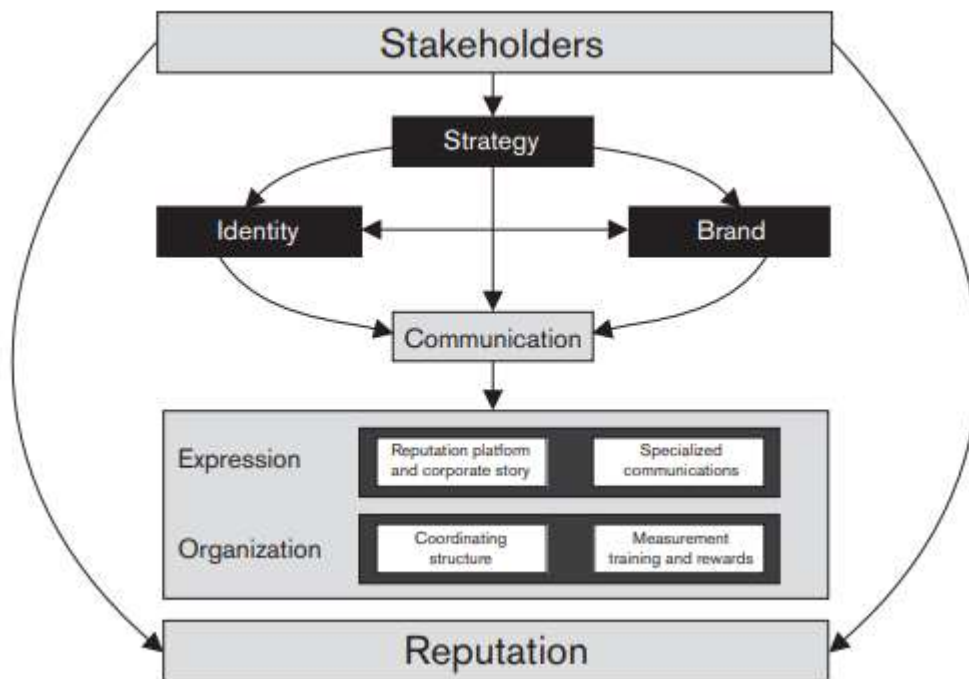 Stakeholders
Strategy
Identity
Brand
Communication
Expression
Reputation platform
and corporate story
Specialized
communications
Organization
Coordinating
structure
Measurement
training and rewards
Reputation